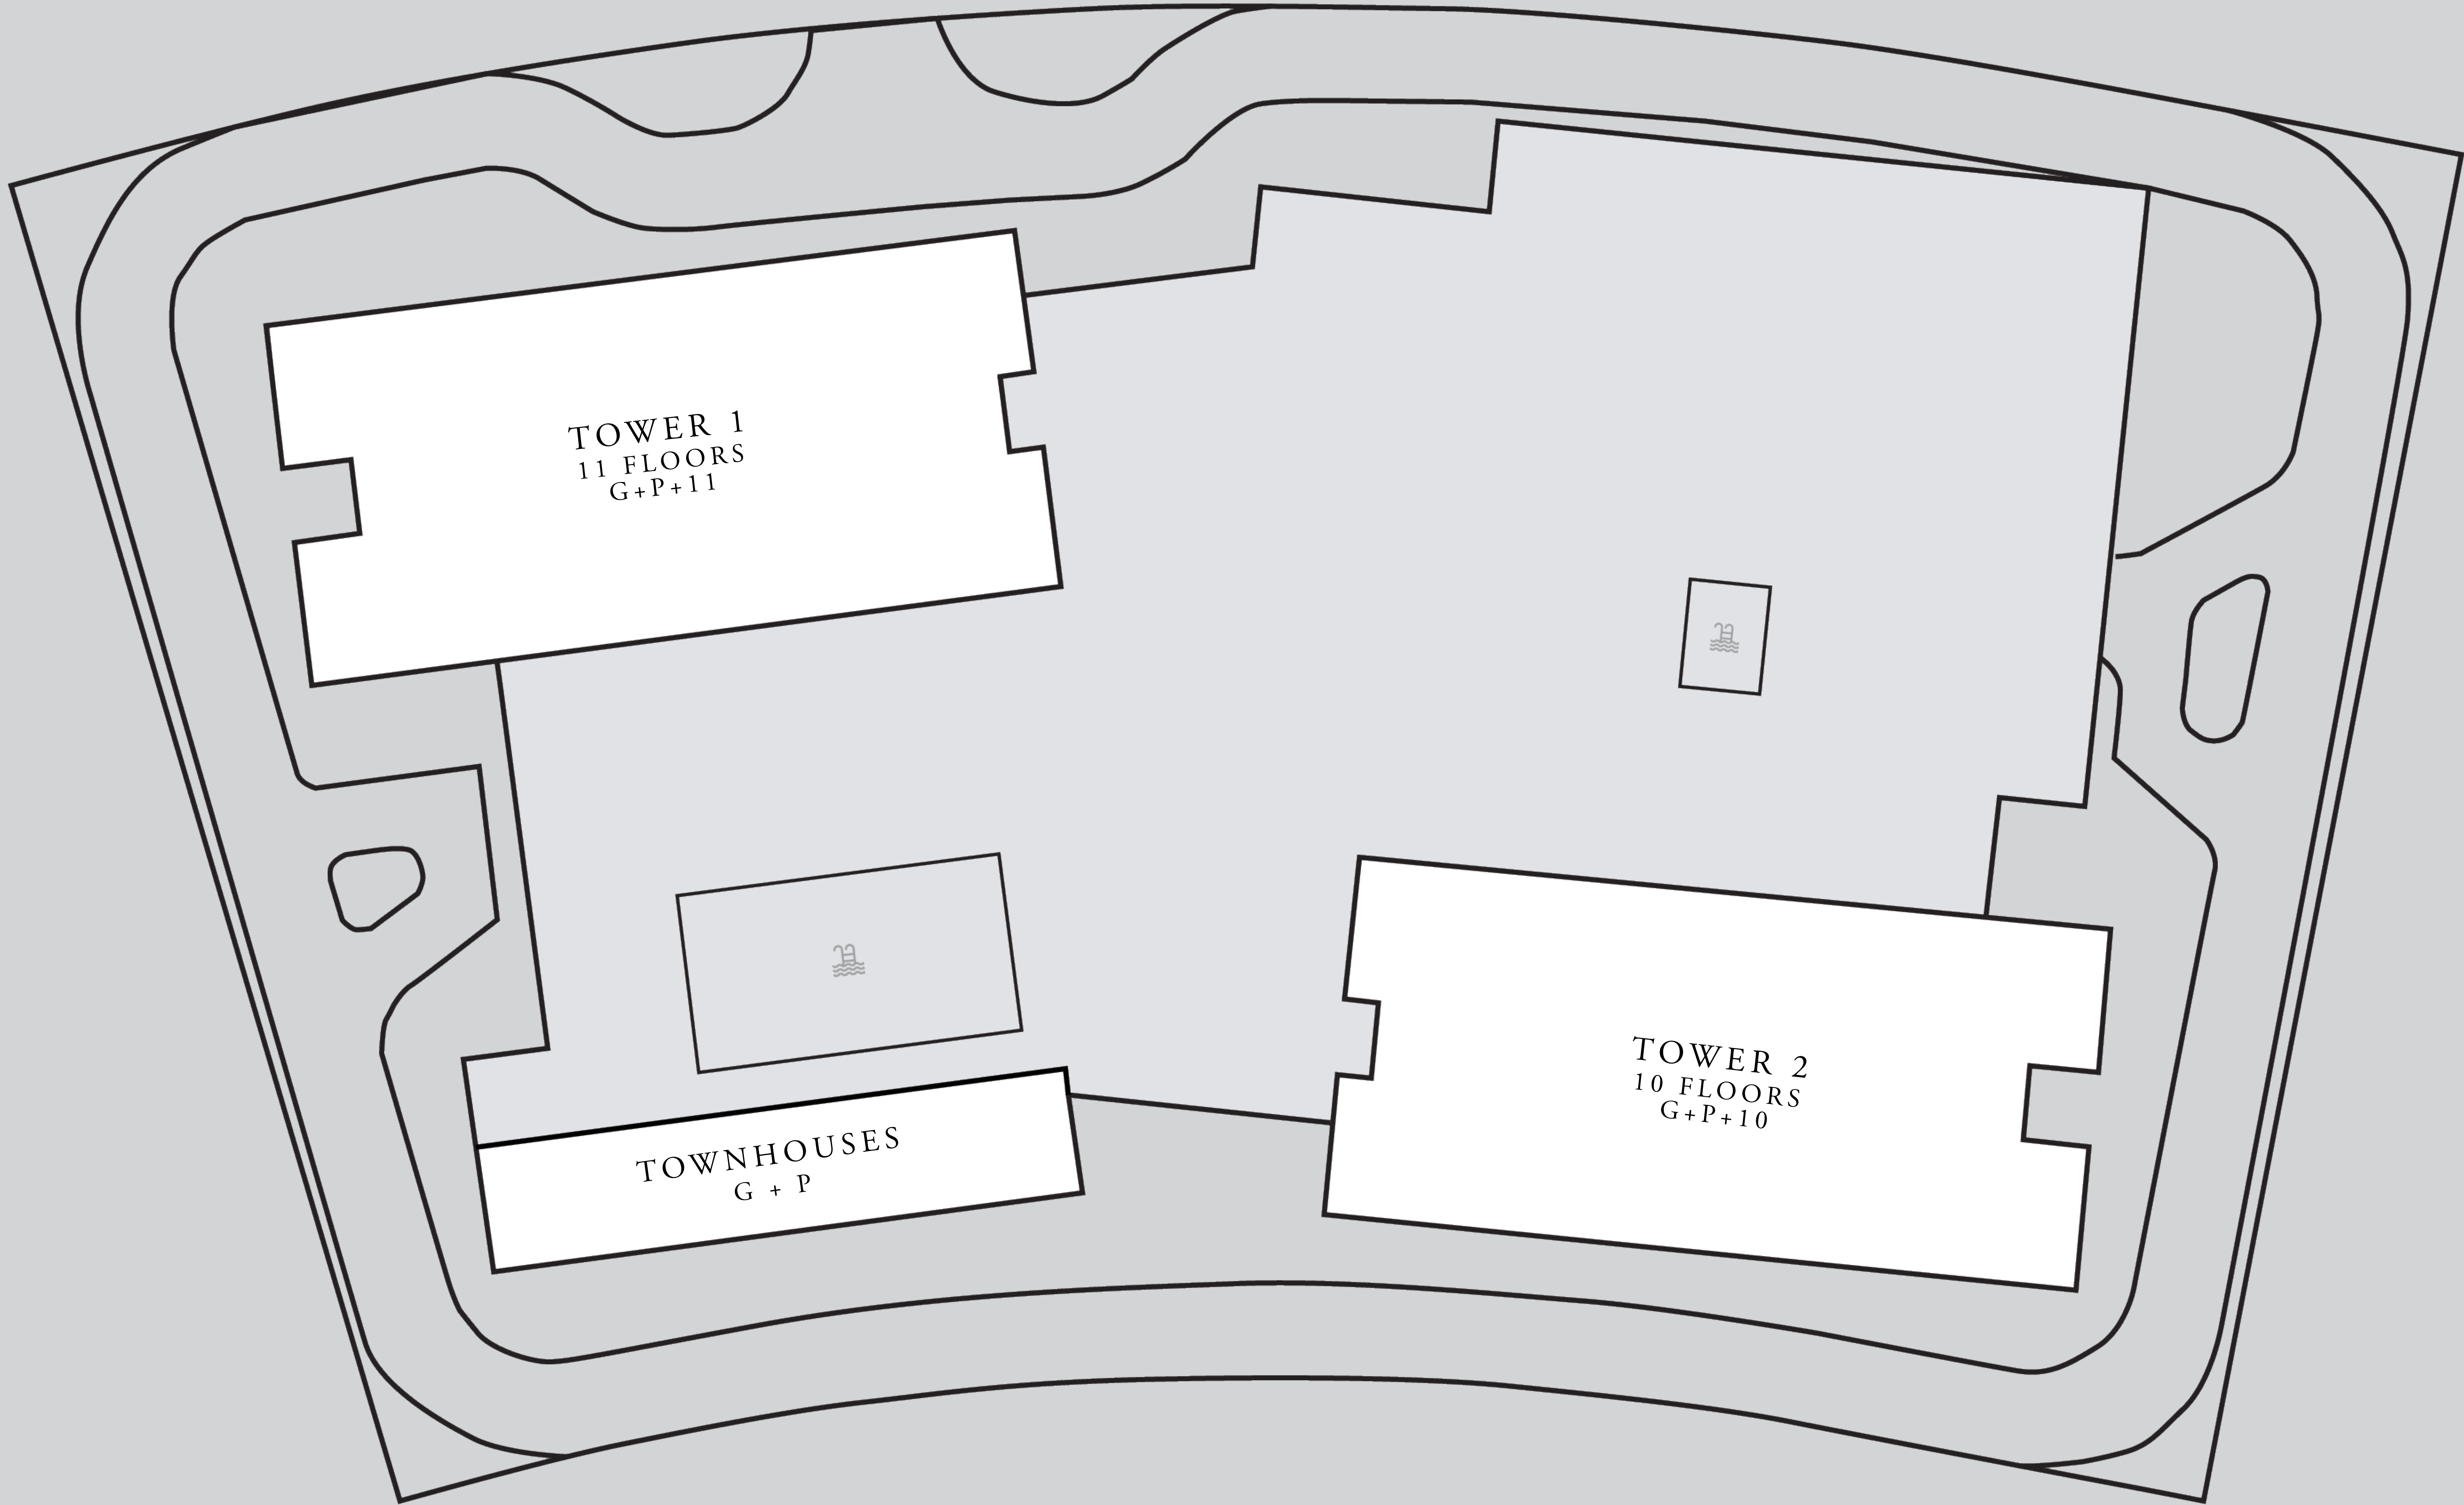 TOWER 1
11 FLOORS
G+P+11
TOWER 2
10 FLOORS
G+P+10
TOWNHOUSES
G + P